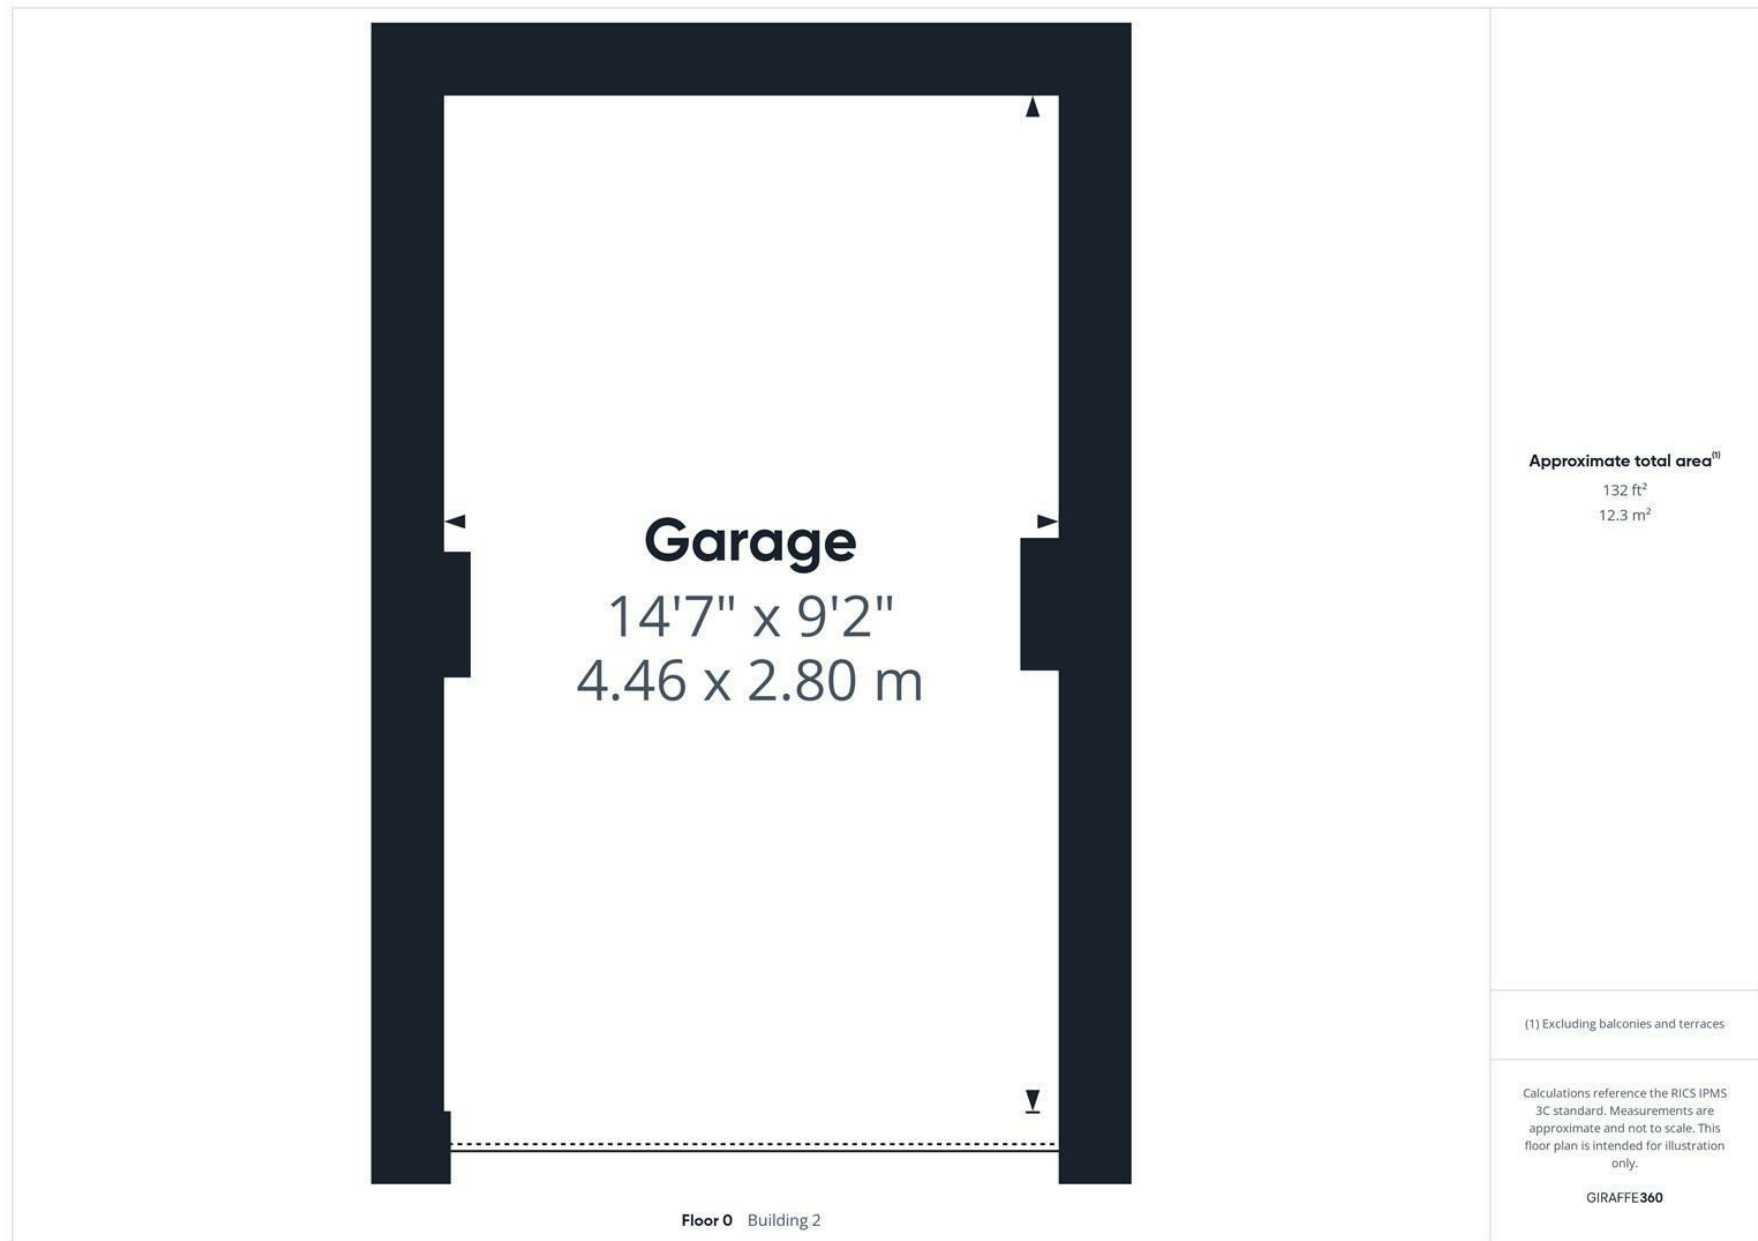 Garage
14'7" x 9'2"
4.46 x 2.80 m
Floor 0 Building 2
Approximate total area⁽¹⁾
132 ft²
12.3 m²
(1) Excluding balconies and terraces
Calculations reference the RICS IPMS
3C standard. Measurements are
approximate and not to scale. This
floor plan is intended for illustration
only.
GIRAFFE360